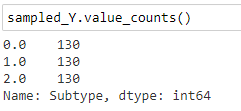 sampled_Y.value_counts()
0.0    130
1.0    130
2.0    130
Name: Subtype, dtype: int64